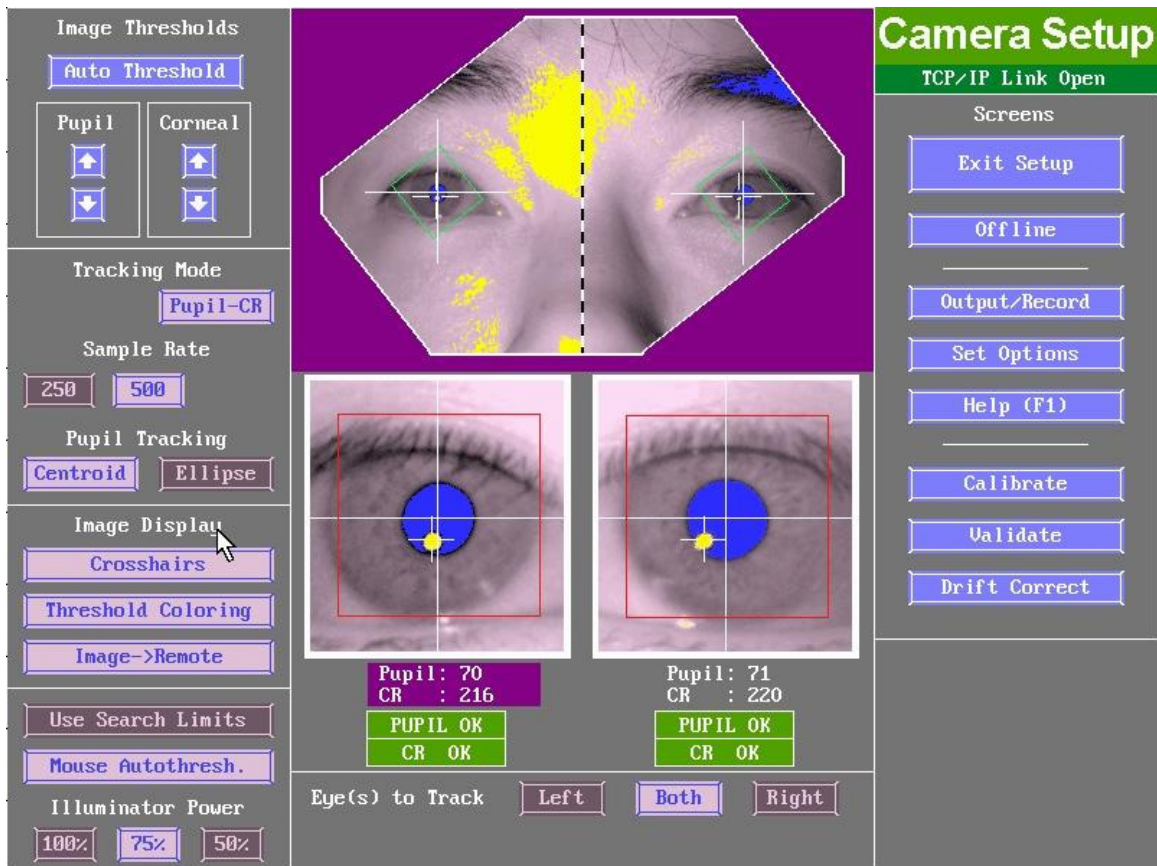 Image Thresholds
Auto Threshold
Pupil Corneal
Tracking Mode
Pupil-CR
Sample Rate
250 500
Pupil Tracking
Centroid Ellipse
Image Display
Crosshairs
Threshold Coloring
Image->Remote
Use Search Limits
Mouse Autothresh.
Illuminator Power
100% 75% 50%
Pupil: 70
CR : 216
PUPIL OK
CR OK
Pupil: 71
CR : 220
PUPIL OK
CR OK
Eye(s) to Track Left Both Right
Camera Setup
TCP/IP Link Open
Screens
Exit Setup
Offline
Output/Record
Set Options
Help (F1)
Calibrate
Validate
Drift Correct